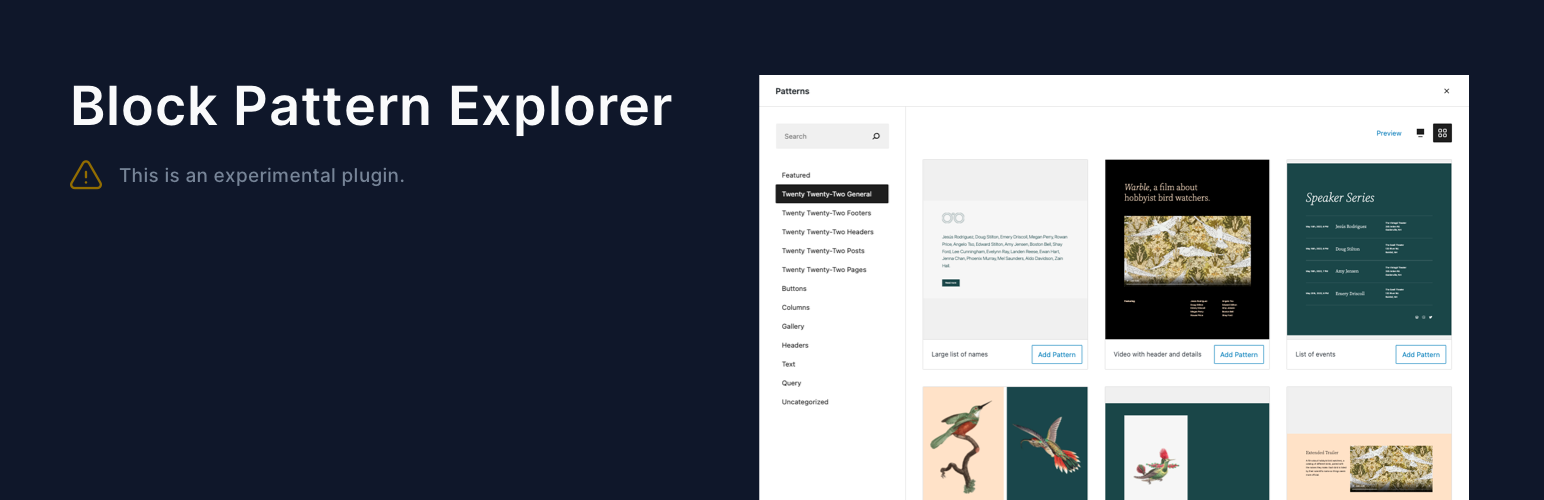 Block Pattern Explorer
This is an experimental plugin.
Patterns
Search
Preview
Featured
Twenty Twenty-Two General
Twenty Twenty-Two Footers
Twenty Twenty-Two Headers
Twenty Twenty-Two Posts
Twenty Twenty-Two Pages
Buttons
Columns
Gallery
Headers
Text
Query
Uncategorized
Jesús Rodriguez, Doug Stilton, Emery Driscoll, Megan Perry, Rowan
Price, Angelo Tso, Edward Stilton, Amy Jensen, Boston Bell, Shay
Ford, Lee Cunningham, Evelynn Ray, Landen Reese, Ewan Hart,
Jenna Chan, Phoenix Murray, Mel Saunders, Aldo Davidson, Zain
Hall.
Large list of names
Add Pattern
Warble, a film about
hobbyist bird watchers.
Video with header and details
Add Pattern
Speaker Series
Jesús Rodriguez
Doug Stilton
Amy Jensen
Emery Driscoll
List of events
Add Pattern
Extended Trailer